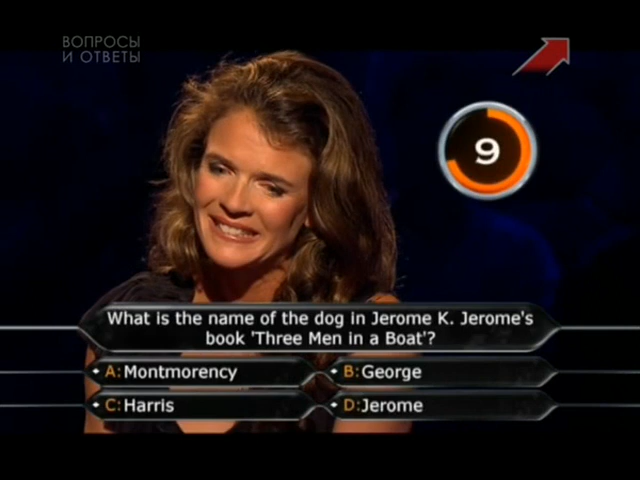 ВОПРОСЫ
И ОТВЕТЫ
9
What is the name of the dog in Jerome K. Jerome's
book 'Three Men in a Boat'?
A: Montmorency
B: George
C: Harris
D: Jerome